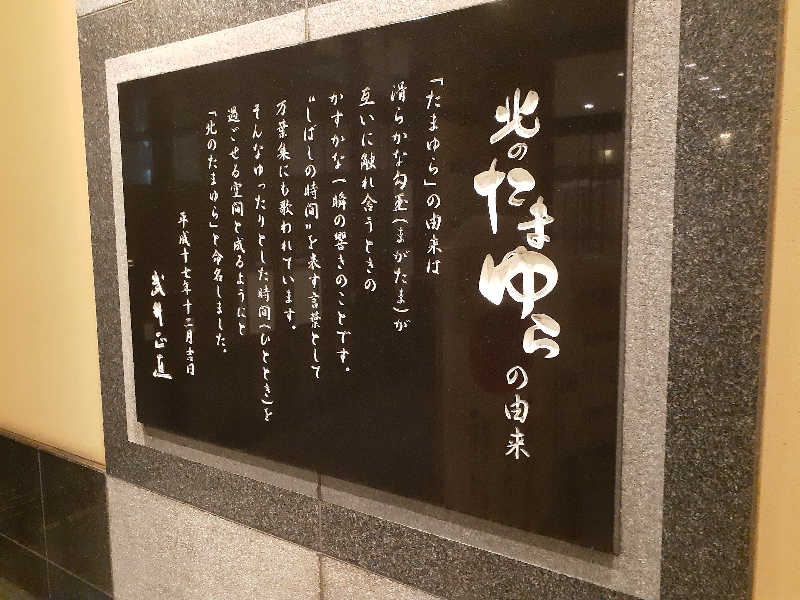 北のたまゆらの由来
「たまゆら」の由来は
滑らかな勾玉(まがたま)が
互いに触れ合うときの
かすかな一瞬の響きのことです。
"しばしの時間"を表す言葉として
万葉集にも歌われています。
そんなゆったりとした時間(ひととき)を
過ごせる空間と成るようにと
「北のたまゆら」と命名しました。
平成十七年十二月吉日
武井正直